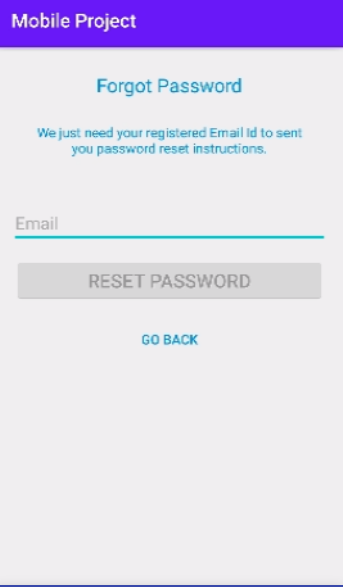 Mobile Project
Forgot Password
We just need your registered Email Id to sent
you password reset instructions.
Email
RESET PASSWORD
GO BACK